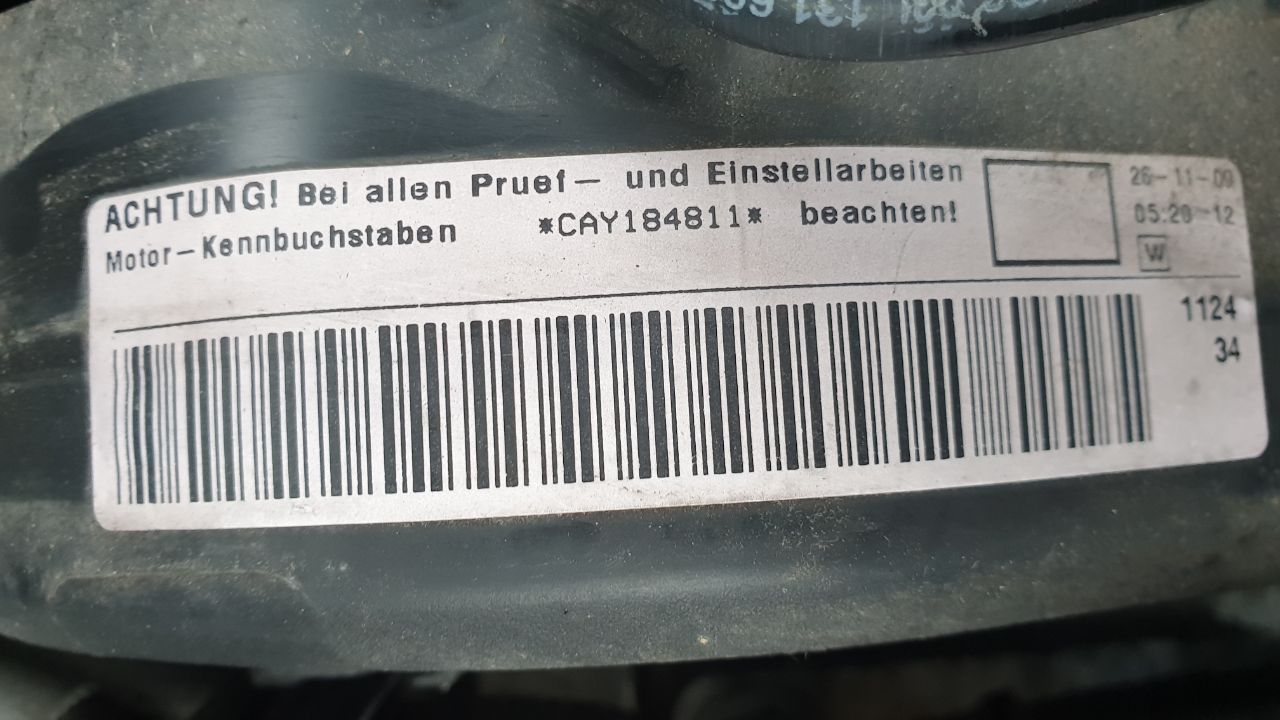 ACHTUNG! Bei allen Pruef- und Einstellarbeiten
Motor-Kennbuchstaben *CAY184811* beachten!
26-11-09
05:20-12
W
1124
34